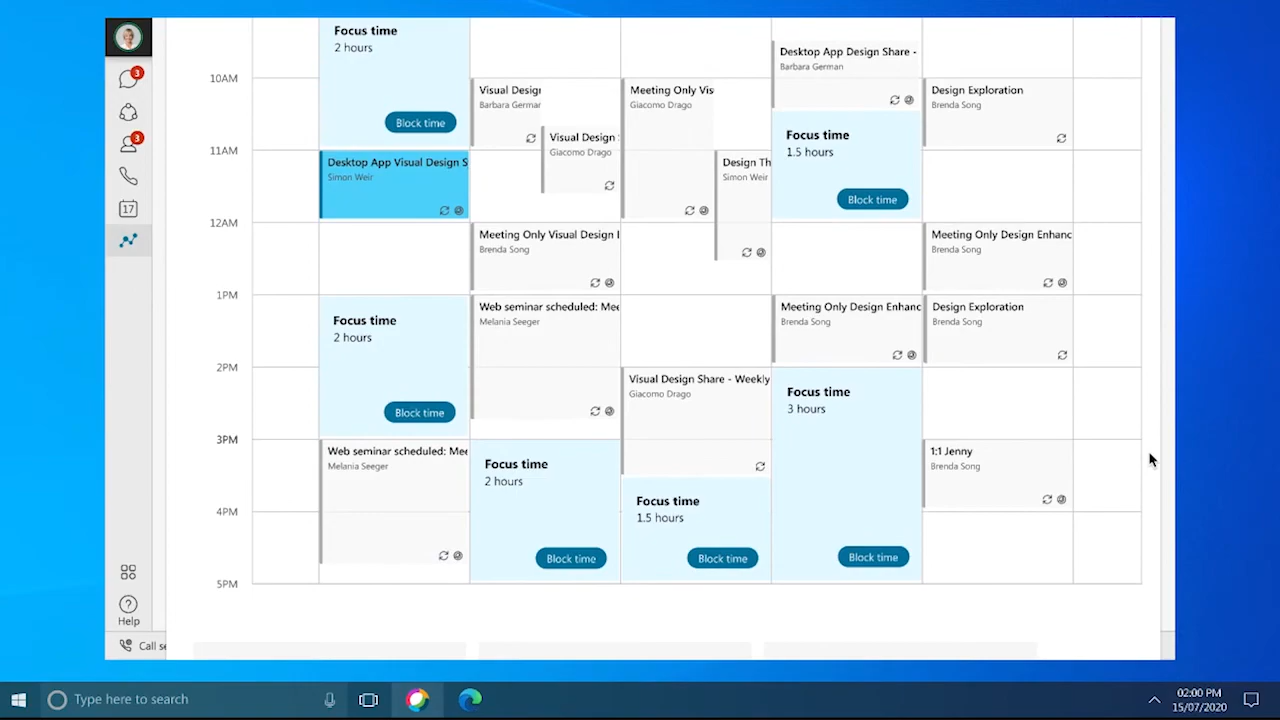 3
3
17
Help
Call se
10AM
11AM
12AM
1PM
2PM
3PM
4PM
5PM
Focus time
2 hours
Block time
Desktop App Visual Design S
Simon Weir
Focus time
2 hours
Block time
Web seminar scheduled: Mee
Melania Seeger
Visual Design
Barbara German
Visual Design S
Giacomo Drago
Meeting Only Visual Design I
Brenda Song
Web seminar scheduled: Mee
Melania Seeger
Focus time
2 hours
Block time
Meeting Only Vis
Giacomo Drago
Design Th
Simon Weir
Visual Design Share - Weekly
Giacomo Drago
Focus time
1.5 hours
Block time
Desktop App Design Share -
Barbara German
Focus time
1.5 hours
Block time
Meeting Only Design Enhanc
Brenda Song
Focus time
3 hours
Block time
Design Exploration
Brenda Song
Meeting Only Design Enhanc
Brenda Song
Design Exploration
Brenda Song
1:1 Jenny
Brenda Song
Type here to search
02:00 PM
15/07/2020